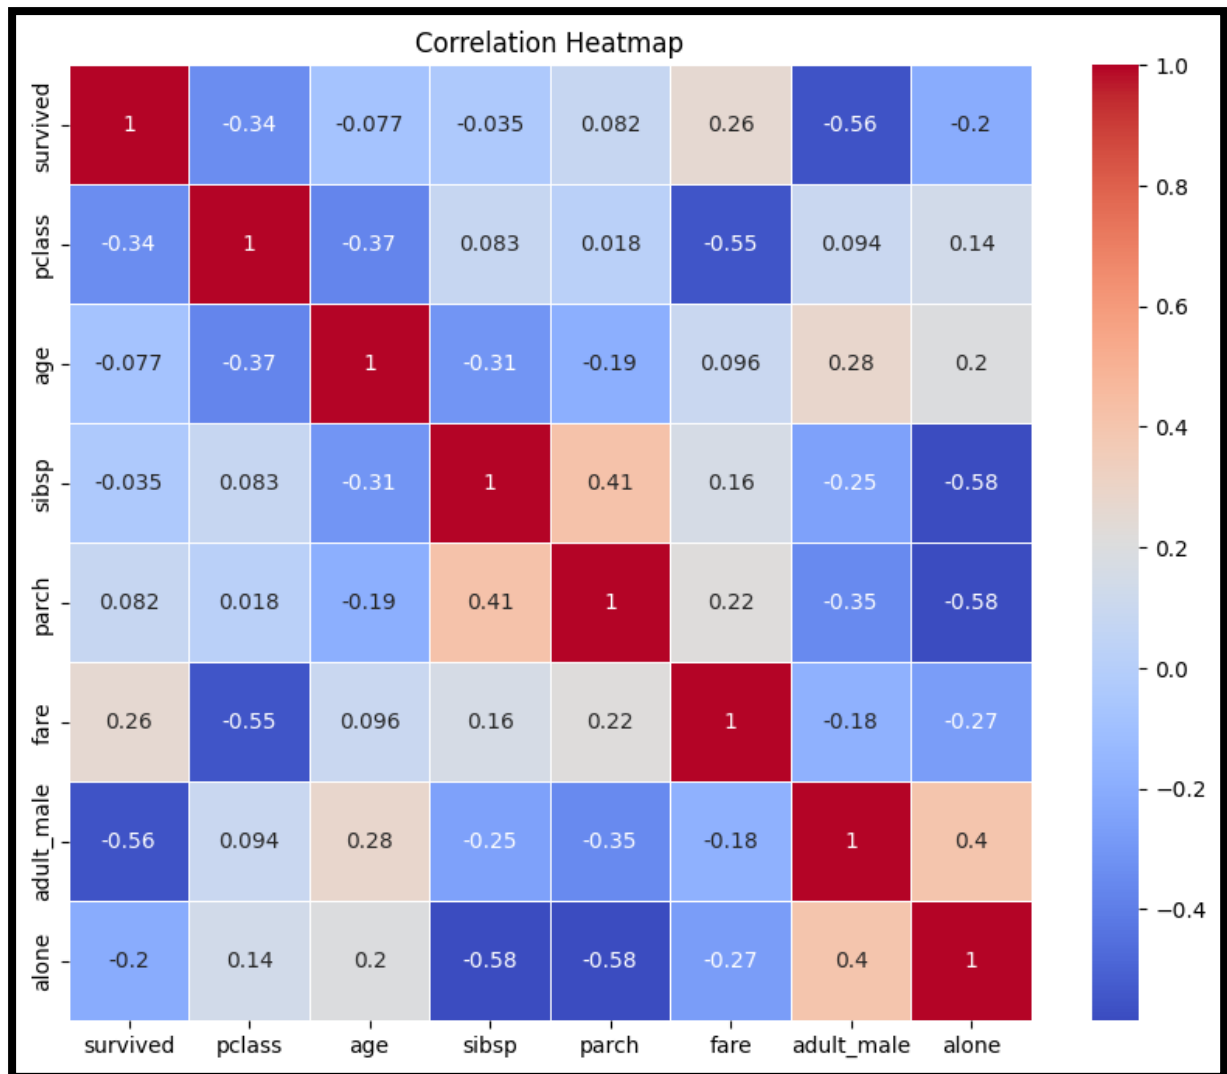 Correlation Heatmap
survived 1 -0.34 -0.077 -0.035 0.082 0.26 -0.56 -0.2
pclass -0.34 1 -0.37 0.083 0.018 -0.55 0.094 0.14
age -0.077 -0.37 1 -0.31 -0.19 0.096 0.28 0.2
sibsp -0.035 0.083 -0.31 1 0.41 0.16 -0.25 -0.58
parch 0.082 0.018 -0.19 0.41 1 0.22 -0.35 -0.58
fare 0.26 -0.55 0.096 0.16 0.22 1 -0.18 -0.27
adult_male -0.56 0.094 0.28 -0.25 -0.35 -0.18 1 0.4
alone -0.2 0.14 0.2 -0.58 -0.58 -0.27 0.4 1
survived pclass age sibsp parch fare adult_male alone
1.0
0.8
0.6
0.4
0.2
0.0
−0.2
−0.4